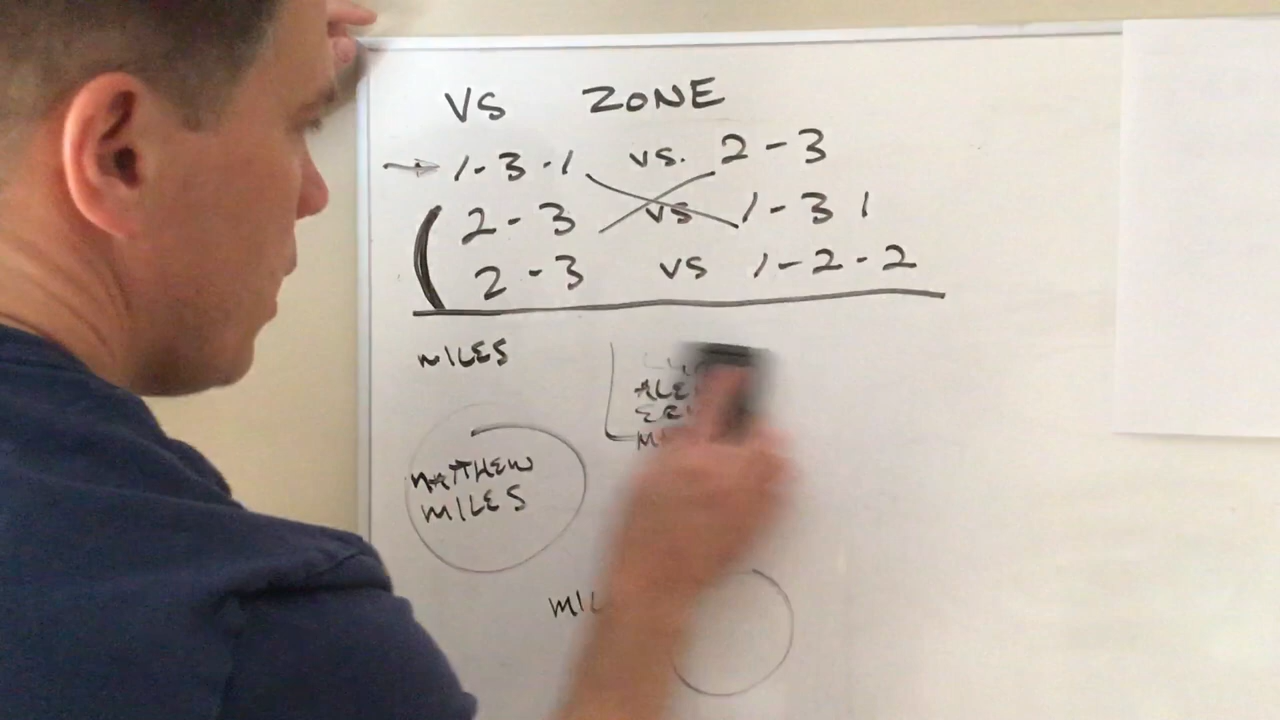 VS ZONE
1-3-1 vs. 2-3
2-3 vs 1-3 1
2-3 vs 1-2-2
MILES
MATTHEW
MILES